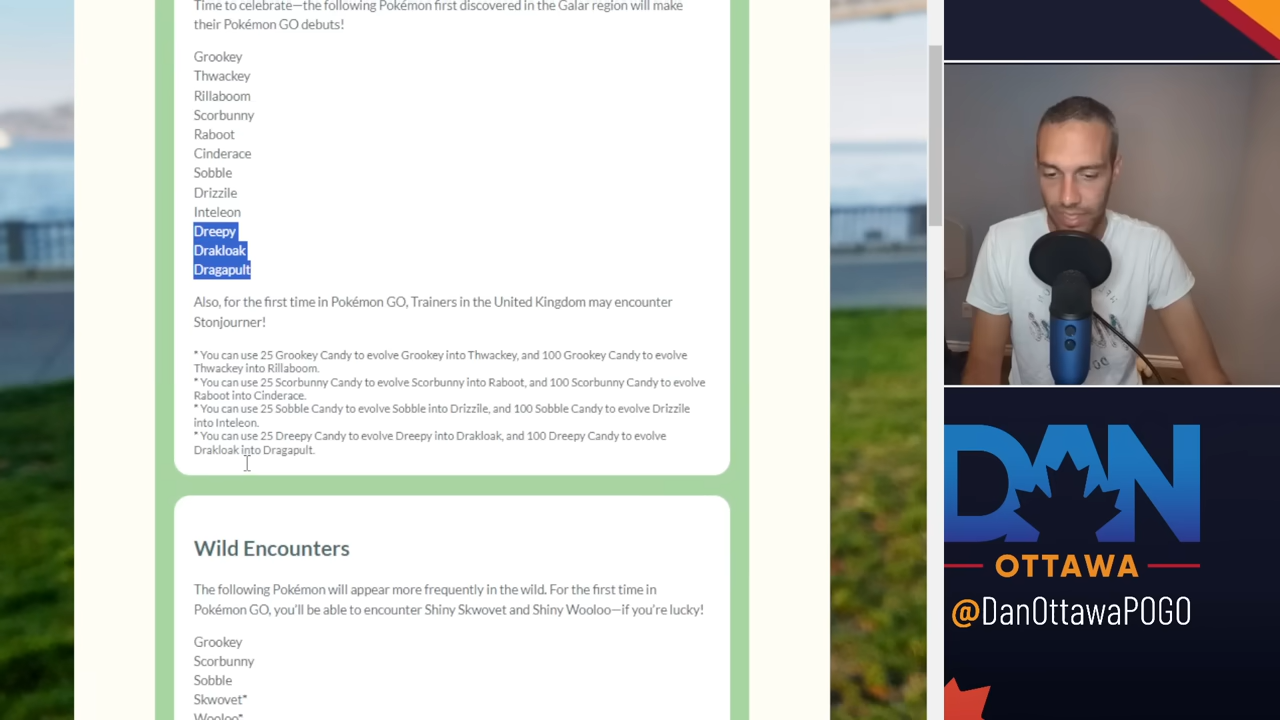 Time to celebrate—the following Pokémon first discovered in the Galar region will make
their Pokémon GO debuts!
Grookey
Thwackey
Rillaboom
Scorbunny
Raboot
Cinderace
Sobble
Drizzile
Inteleon
Dreepy
Drakloak
Dragapult
Also, for the first time in Pokémon GO, Trainers in the United Kingdom may encounter
Stonjourner!
* You can use 25 Grookey Candy to evolve Grookey into Thwackey, and 100 Grookey Candy to evolve
Thwackey into Rillaboom.
* You can use 25 Scorbunny Candy to evolve Scorbunny into Raboot, and 100 Scorbunny Candy to evolve
Raboot into Cinderace.
* You can use 25 Sobble Candy to evolve Sobble into Drizzile, and 100 Sobble Candy to evolve Drizzile
into Inteleon.
* You can use 25 Dreepy Candy to evolve Dreepy into Drakloak, and 100 Dreepy Candy to evolve
Drakloak into Dragapult.
Wild Encounters
The following Pokémon will appear more frequently in the wild. For the first time in
Pokémon GO, you'll be able to encounter Shiny Skwovet and Shiny Wooloo—if you're lucky!
Grookey
Scorbunny
Sobble
Skwovet*
Wooloo*
DAN
OTTAWA
@DanOttawaPOGO